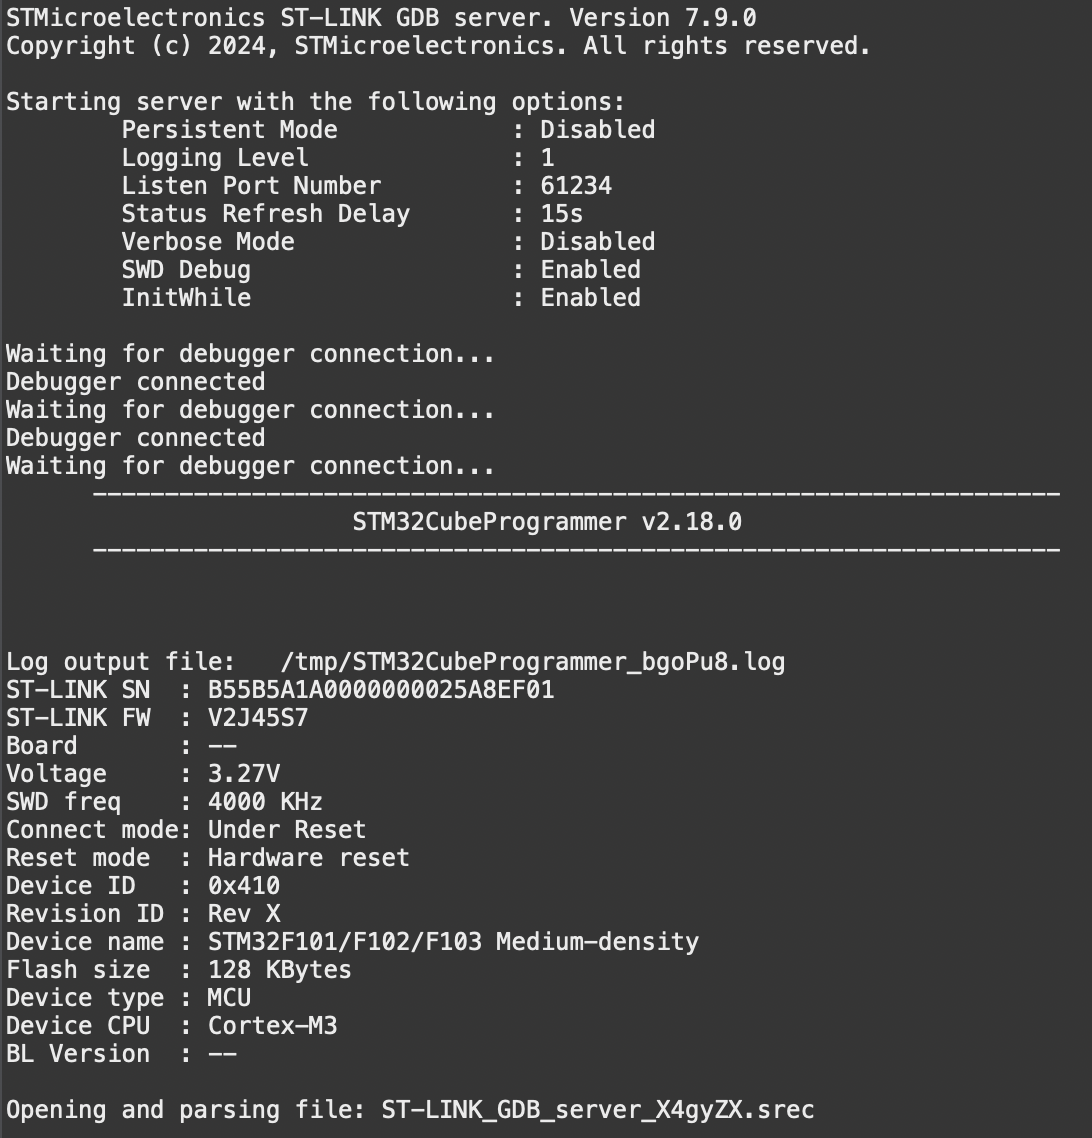 STMicroelectronics ST-LINK GDB server. Version 7.9.0
Copyright (c) 2024, STMicroelectronics. All rights reserved.
Starting server with the following options:
Persistent Mode : Disabled
Logging Level : 1
Listen Port Number : 61234
Status Refresh Delay : 15s
Verbose Mode : Disabled
SWD Debug : Enabled
InitWhile : Enabled
Waiting for debugger connection...
Debugger connected
Waiting for debugger connection...
Debugger connected
Waiting for debugger connection...
-------------------------------------------------------------------
STM32CubeProgrammer v2.18.0
-------------------------------------------------------------------
Log output file: /tmp/STM32CubeProgrammer_bgoPu8.log
ST-LINK SN : B55B5A1A0000000025A8EF01
ST-LINK FW : V2J45S7
Board : --
Voltage : 3.27V
SWD freq : 4000 KHz
Connect mode: Under Reset
Reset mode : Hardware reset
Device ID : 0x410
Revision ID : Rev X
Device name : STM32F101/F102/F103 Medium-density
Flash size : 128 KBytes
Device type : MCU
Device CPU : Cortex-M3
BL Version : --
Opening and parsing file: ST-LINK_GDB_server_X4gyZX.srec